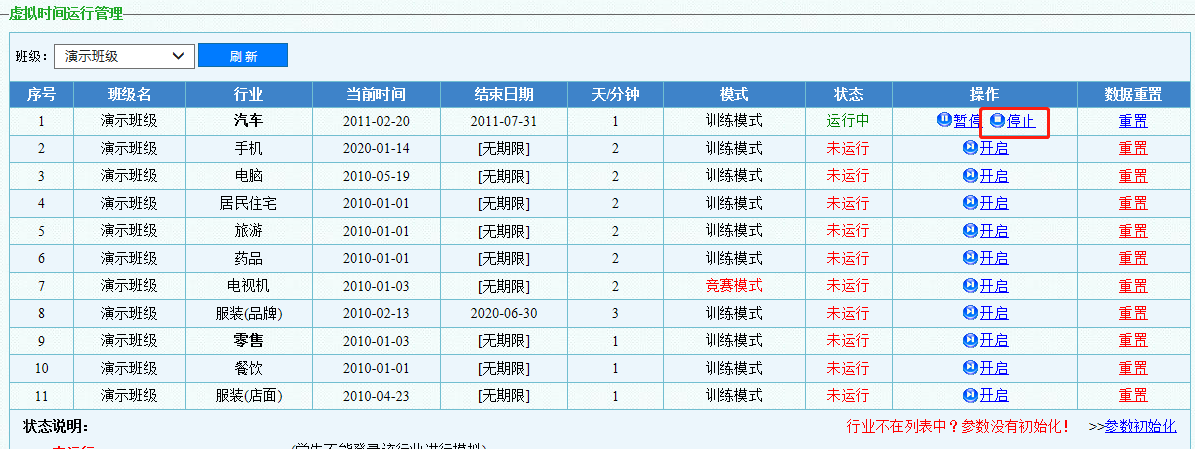 虚拟时间运行管理
班级： 演示班级 刷 新
序号 班级名 行业 当前时间 结束日期 天/分钟 模式 状态 操作 数据重置
1 演示班级 汽车 2011-02-20 2011-07-31 1 训练模式 运行中 暂停 停止 重置
2 演示班级 手机 2020-01-14 [无期限] 2 训练模式 未运行 开启 重置
3 演示班级 电脑 2010-05-19 [无期限] 2 训练模式 未运行 开启 重置
4 演示班级 居民住宅 2010-01-01 [无期限] 2 训练模式 未运行 开启 重置
5 演示班级 旅游 2010-01-01 [无期限] 2 训练模式 未运行 开启 重置
6 演示班级 药品 2010-01-01 [无期限] 2 训练模式 未运行 开启 重置
7 演示班级 电视机 2010-01-03 [无期限] 2 竞赛模式 未运行 开启 重置
8 演示班级 服装(品牌) 2010-02-13 2020-06-30 3 训练模式 未运行 开启 重置
9 演示班级 零售 2010-01-03 [无期限] 1 训练模式 未运行 开启 重置
10 演示班级 餐饮 2010-01-01 [无期限] 1 训练模式 未运行 开启 重置
11 演示班级 服装(店面) 2010-04-23 [无期限] 1 训练模式 未运行 开启 重置
状态说明： 行业不在列表中？参数没有初始化！ >>参数初始化